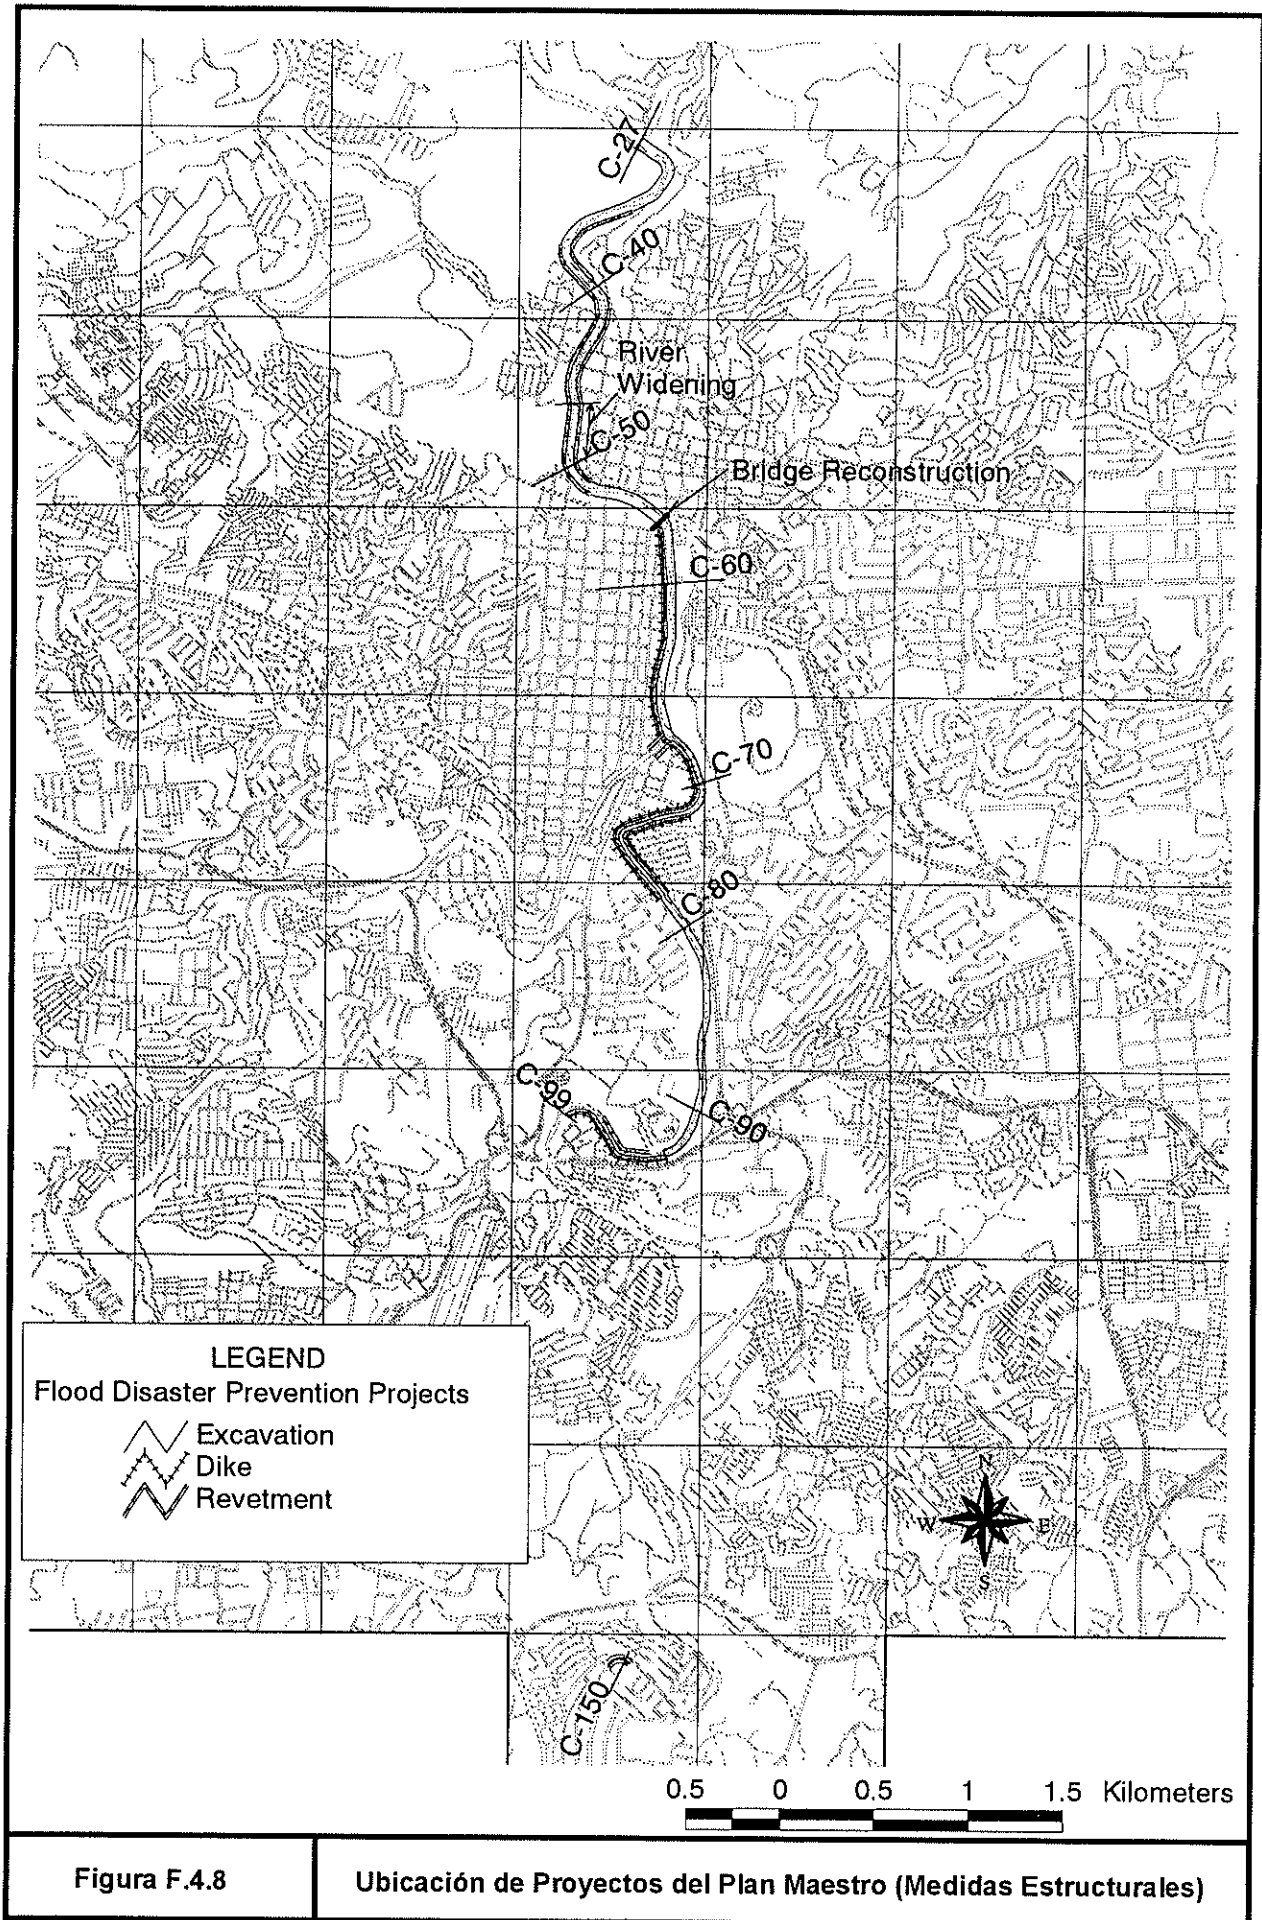 C-27
C-40
River
Widening
C-50
Bridge Reconstruction
C-60
C-70
C-80
C-99
C-90
LEGEND
Flood Disaster Prevention Projects
Excavation
Dike
Revetment
N
W E
S
C-150
0.5 0 0.5 1 1.5 Kilometers
Figura F.4.8
Ubicación de Proyectos del Plan Maestro (Medidas Estructurales)